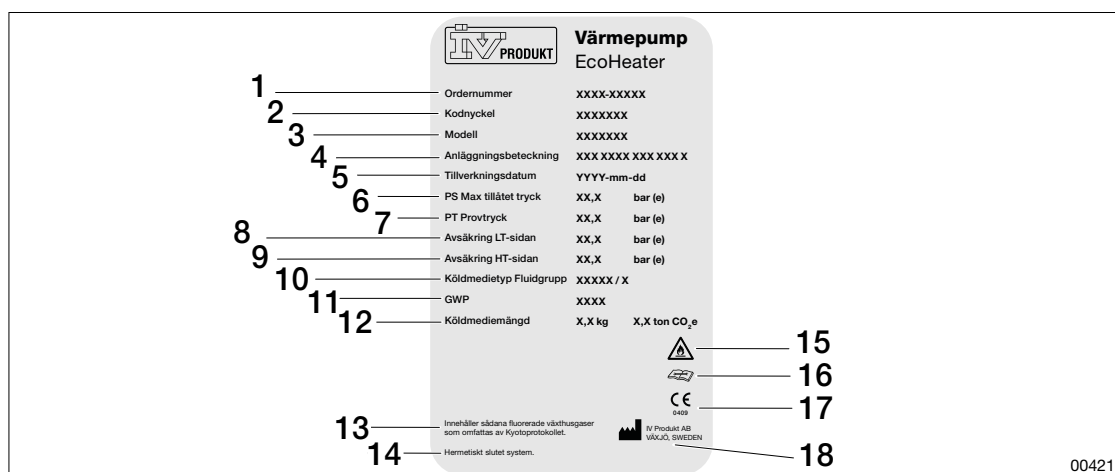 IV PRODUKT
Värmepump
EcoHeater
1 Ordernummer XXXX-XXXXX
2 Kodnyckel XXXXXXX
3 Modell XXXXXXX
4 Anläggningsbeteckning XXX XXXX XXX XXX X
5 Tillverkningsdatum YYYY-mm-dd
6 PS Max tillåtet tryck XX,X bar (e)
7 PT Provtryck XX,X bar (e)
8 Avsäkring LT-sidan XX,X bar (e)
9 Avsäkring HT-sidan XX,X bar (e)
10 Köldmedietyp Fluidgrupp XXXXX / X
11 GWP XXXX
12 Köldmediemängd X,X kg X,X ton CO₂e
15
16
CE 17
0409
13 Innehåller sådana fluorerade växthusgaser
som omfattas av Kyotoprotokollet.
IV Produkt AB
VÄXJÖ, SWEDEN
14 Hermetiskt slutet system.
18
00421